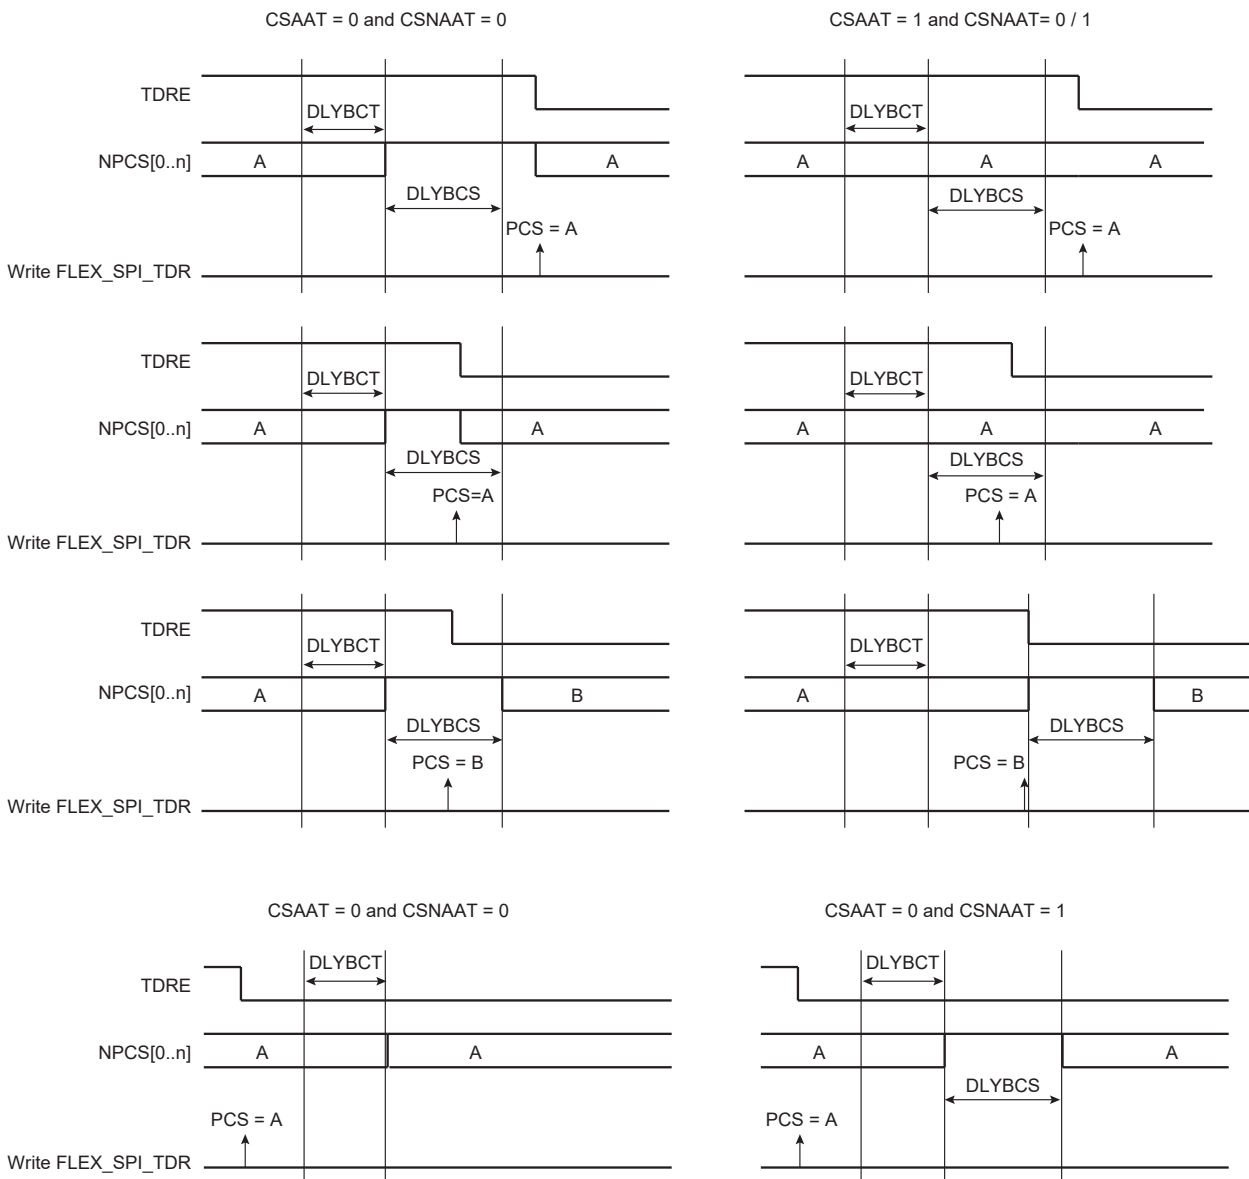 CSAAT = 0 and CSNAAT = 0
CSAAT = 1 and CSNAAT= 0 / 1
TDRE
DLYBCT
DLYBCT
NPCS[0..n]
A
A
A
A
A
DLYBCS
DLYBCS
PCS = A
PCS = A
Write FLEX_SPI_TDR
TDRE
DLYBCT
DLYBCT
NPCS[0..n]
A
A
A
A
A
DLYBCS
DLYBCS
PCS=A
PCS = A
Write FLEX_SPI_TDR
TDRE
DLYBCT
DLYBCT
NPCS[0..n]
A
B
A
B
DLYBCS
DLYBCS
PCS = B
PCS = B
Write FLEX_SPI_TDR
CSAAT = 0 and CSNAAT = 0
CSAAT = 0 and CSNAAT = 1
TDRE
DLYBCT
DLYBCT
NPCS[0..n]
A
A
A
A
DLYBCS
PCS = A
PCS = A
Write FLEX_SPI_TDR